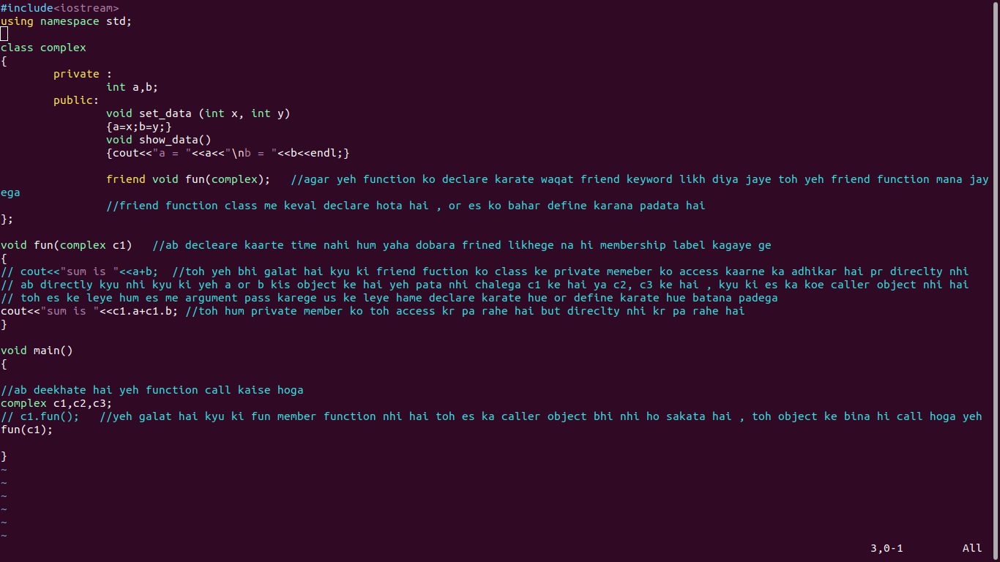 #include<iostream>
using namespace std;
class complex
{
        private :
                int a,b;
        public:
                void set_data (int x, int y)
                {a=x;b=y;}
                void show_data()
                {cout<<"a = "<<a<<"\nb = "<<b<<endl;}
                friend void fun(complex);   //agar yeh function ko declare karate waqat friend keyword likh diya jaye toh yeh friend function mana jay
ega
                //friend function class me keval declare hota hai , or es ko bahar define karana padata hai
};
void fun(complex c1)   //ab decleare kaarte time nahi hum yaha dobara frined likhege na hi membership label kagaye ge
{
// cout<<"sum is "<<a+b;  //toh yeh bhi galat hai kyu ki friend fuction ko class ke private memeber ko access kaarne ka adhikar hai pr direclty nhi
// ab directly kyu nhi kyu ki yeh a or b kis object ke hai yeh pata nhi chalega c1 ke hai ya c2, c3 ke hai , kyu ki es ka koe caller object nhi hai
// toh es ke leye hum es me argument pass karege us ke leye hame declare karate hue or define karate hue batana padega
cout<<"sum is "<<c1.a+c1.b; //toh hum private member ko toh access kr pa rahe hai but direclty nhi kr pa rahe hai
}
void main()
{
//ab deekhate hai yeh function call kaise hoga
complex c1,c2,c3;
// c1.fun();   //yeh galat hai kyu ki fun member function nhi hai toh es ka caller object bhi nhi ho sakata hai , toh object ke bina hi call hoga yeh
fun(c1);
}
~
~
~
~
~
~
3,0-1         All